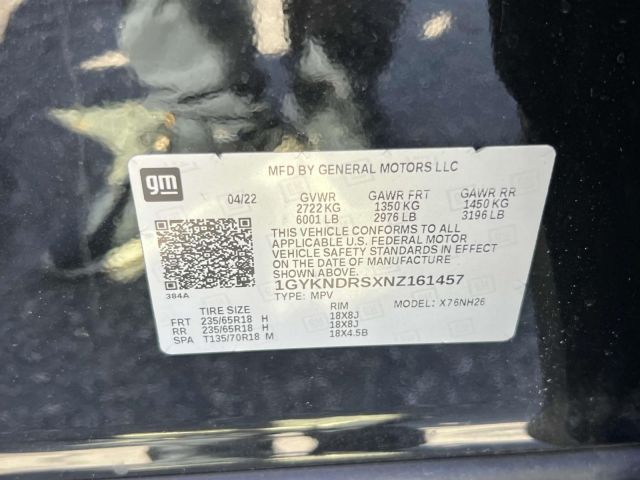 MFD BY GENERAL MOTORS LLC
gm
04/22 GVWR GAWR FRT GAWR RR
2722 KG 1350 KG 1450 KG
6001 LB 2976 LB 3196 LB
THIS VEHICLE CONFORMS TO ALL
APPLICABLE U.S. FEDERAL MOTOR
VEHICLE SAFETY STANDARDS IN EFFECT
ON THE DATE OF MANUFACTURE
SHOWN ABOVE.
384A
1GYKNDRSXNZ161457
TYPE: MPV MODEL: X76NH26
TIRE SIZE RIM
FRT 235/65R18 H 18X8J
RR 235/65R18 H 18X8J
SPA T135/70R18 M 18X4.5B